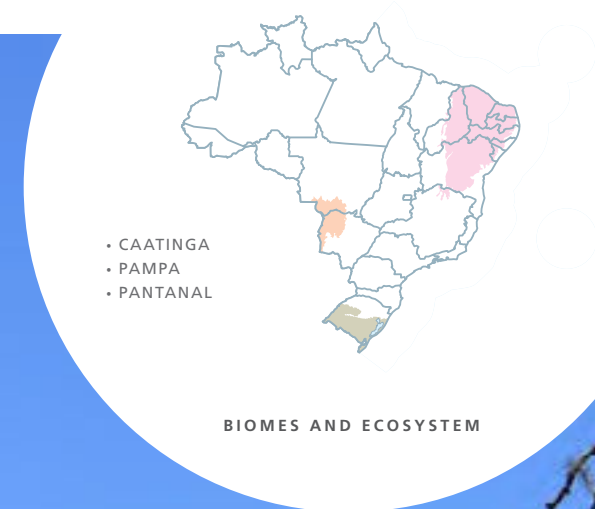 • CAATINGA
• PAMPA
• PANTANAL
BIOMES AND ECOSYSTEM